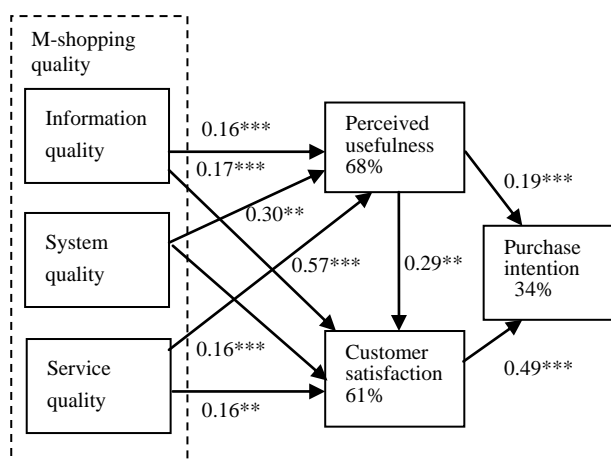 M-shopping
quality
Information
quality
0.16***
0.17***
Perceived
usefulness
68%
0.19***
System
quality
0.30**
0.57***
0.29**
Purchase
intention
34%
Service
quality
0.16***
0.16**
Customer
satisfaction
61%
0.49***